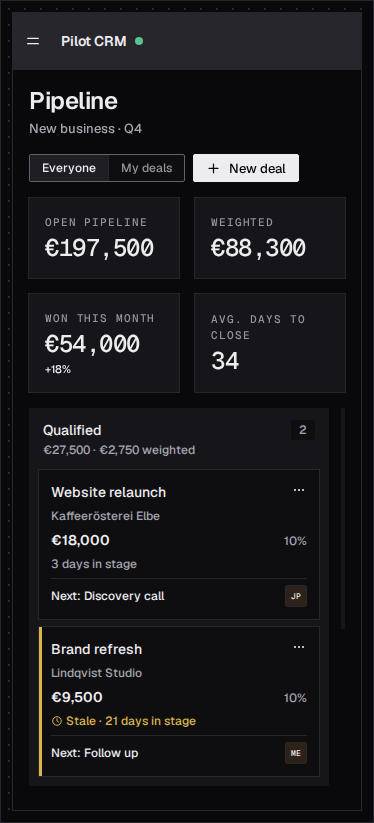 Pilot CRM
Pipeline
New business · Q4
Everyone
My deals
+ New deal
OPEN PIPELINE
€197,500
WEIGHTED
€88,300
WON THIS MONTH
€54,000
+18%
AVG. DAYS TO
CLOSE
34
Qualified
2
€27,500 · €2,750 weighted
Website relaunch
Kaffeerösterei Elbe
€18,000
10%
3 days in stage
Next: Discovery call
JP
Brand refresh
Lindqvist Studio
€9,500
10%
Stale · 21 days in stage
Next: Follow up
ME